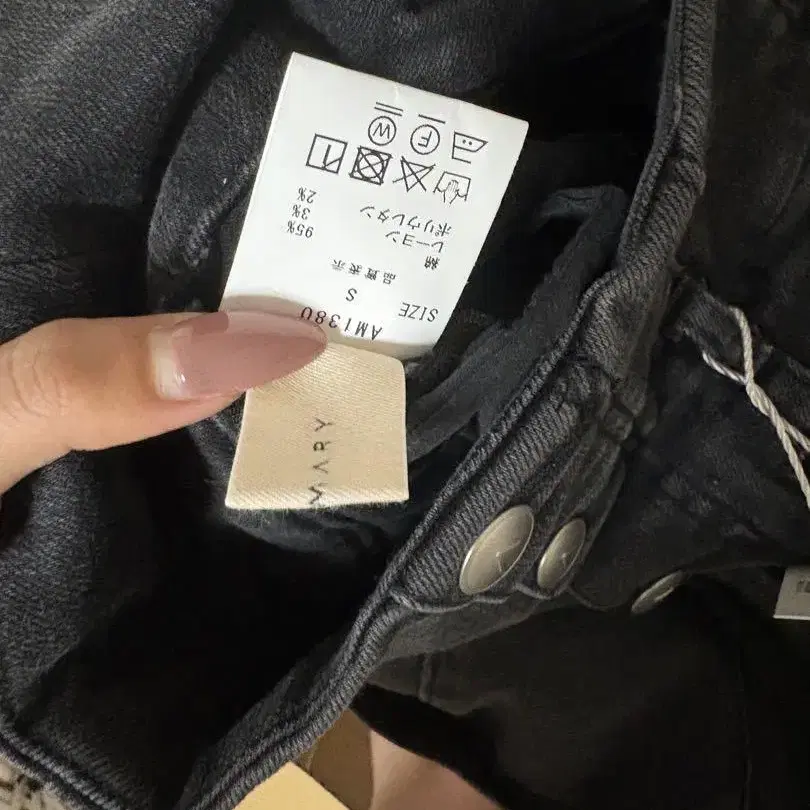 AM1380
SIZE S
品質表示
綿 95%
レーヨン 3%
ポリウレタン 2%
F
W
MARY